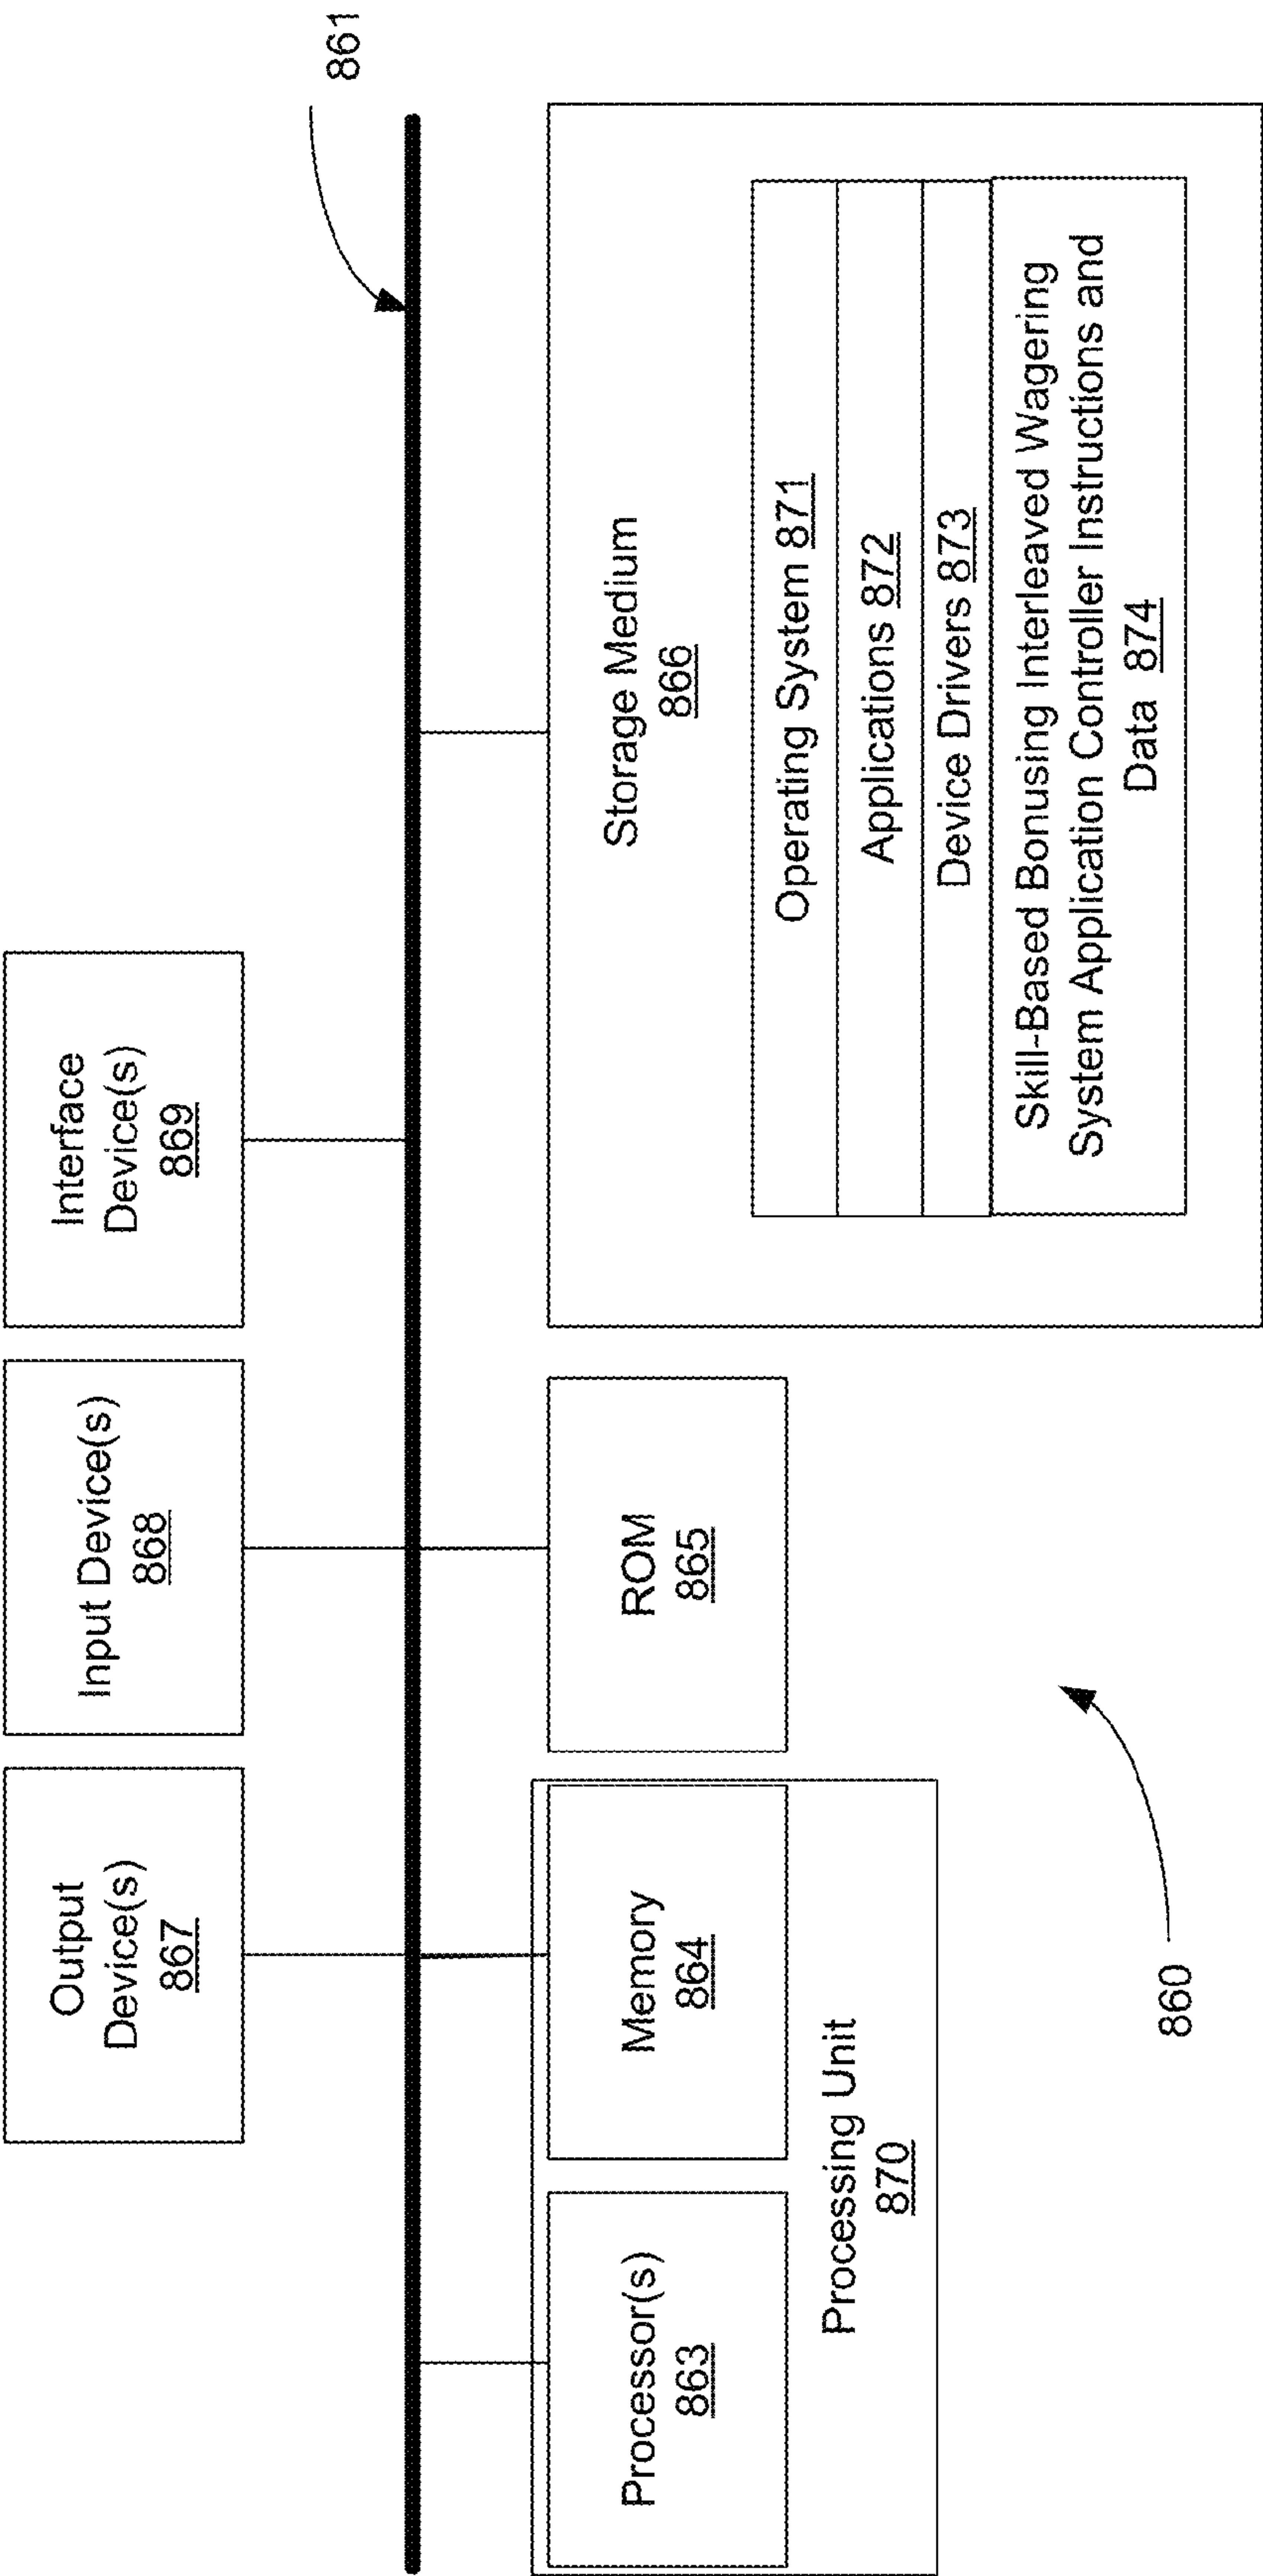 861
Output
Device(s)
867
Input Device(s)
868
Interface
Device(s)
869
Processor(s)
863
Memory
864
Processing Unit
870
ROM
865
Storage Medium
866
Operating System 871
Applications 872
Device Drivers 873
Skill-Based Bonusing Interleaved Wagering
System Application Controller Instructions and
Data 874
860